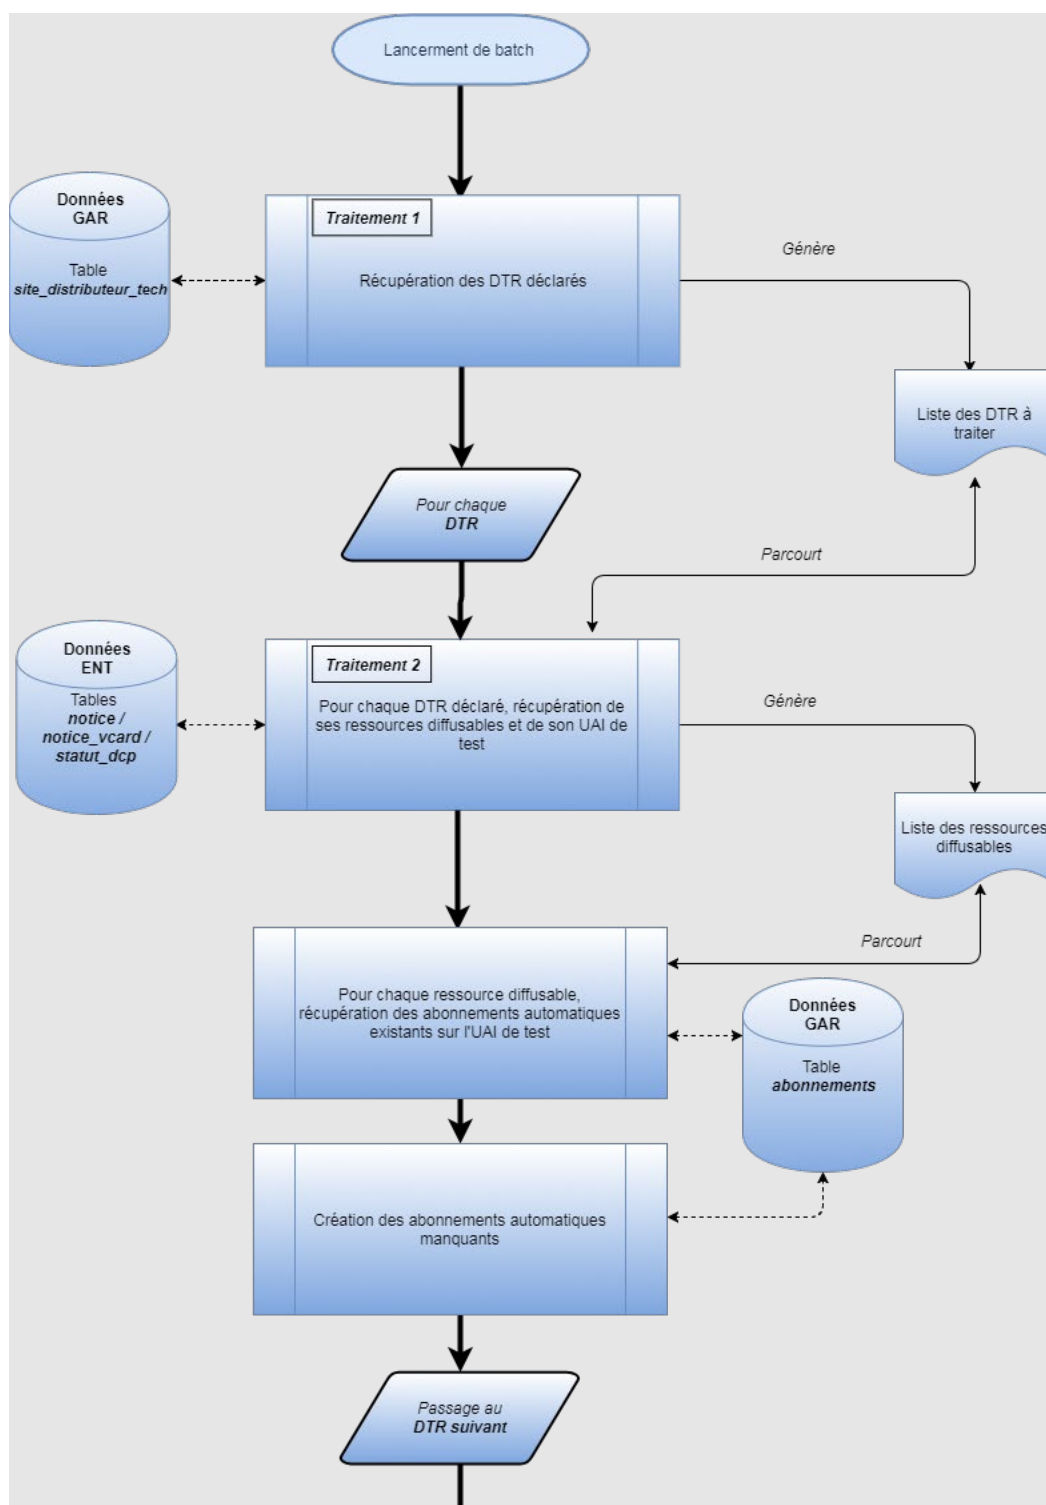 Lancerment de batch
Données
GAR
Table
site_distributeur_tech
Traitement 1
Récupération des DTR déclarés
Génère
Liste des DTR à
traiter
Pour chaque
DTR
Parcourt
Données
ENT
Tables
notice /
notice_vcard /
statut_dcp
Traitement 2
Pour chaque DTR déclaré, récupération de
ses ressources diffusables et de son UAI de
test
Génère
Liste des ressources
diffusables
Parcourt
Pour chaque ressource diffusable,
récupération des abonements automatiques
existants sur l'UAI de test
Données
GAR
Table
abonnements
Création des abonnements automatiques
manquants
Passage au
DTR suivant